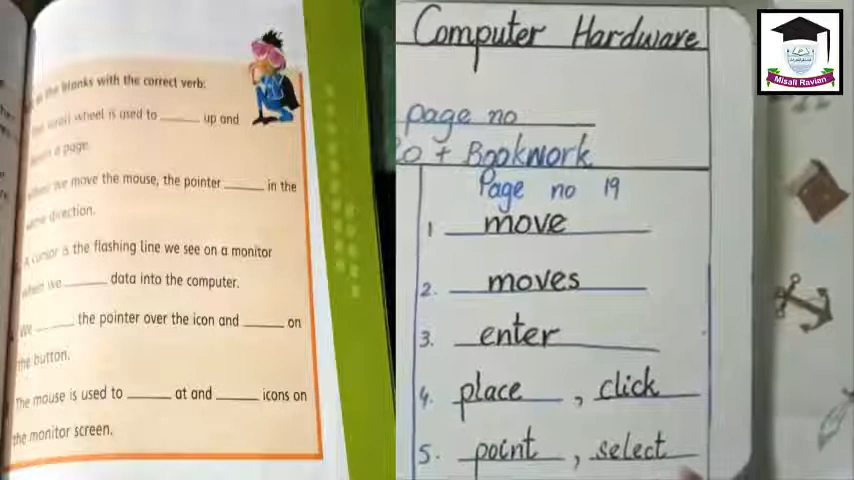 the blanks with the correct verb:
scroll wheel is used to ______ up and
a page.
we move the mouse, the pointer ______ in the
same direction.
A cursor is the flashing line we see on a monitor
when we ______ data into the computer.
We ______ the pointer over the icon and ______ on
the button.
The mouse is used to ______ at and ______ icons on
the monitor screen.
Computer Hardware
page no
+ Bookwork
Page no 19
1 move
2. moves
3. enter
4. place , click
5. point , select
Misali Ravian